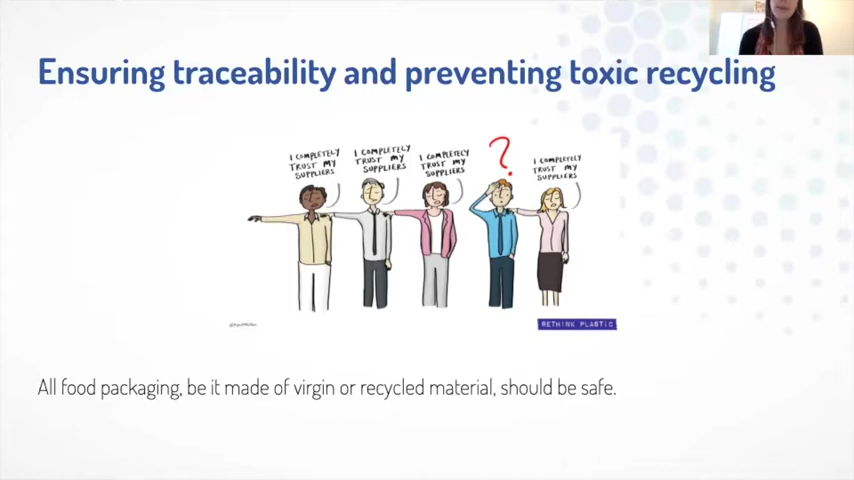 Ensuring traceability and preventing toxic recycling
I COMPLETELY
TRUST MY
SUPPLIERS
I COMPLETELY
TRUST MY
SUPPLIERS
I COMPLETELY
TRUST MY
SUPPLIERS
?
I COMPLETELY
TRUST MY
SUPPLIERS
RETHINK PLASTIC
All food packaging, be it made of virgin or recycled material, should be safe.